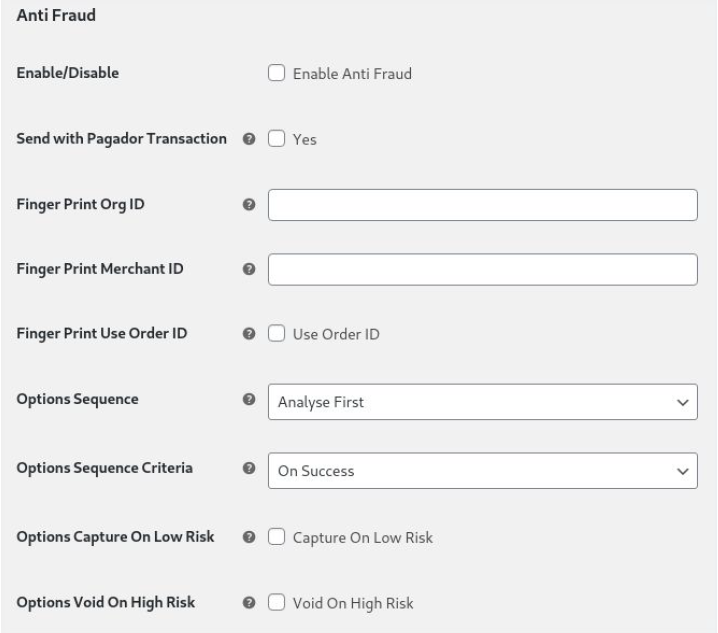 Anti Fraud
Enable/Disable Enable Anti Fraud
Send with Pagador Transaction ? Yes
Finger Print Org ID ?
Finger Print Merchant ID ?
Finger Print Use Order ID ? Use Order ID
Options Sequence ? Analyse First
Options Sequence Criteria ? On Success
Options Capture On Low Risk ? Capture On Low Risk
Options Void On High Risk ? Void On High Risk